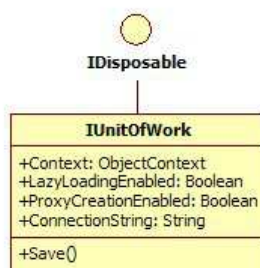 IDisposable
IUnitOfWork
+Context: ObjectContext
+LazyLoadingEnabled: Boolean
+ProxyCreationEnabled: Boolean
+ConnectionString: String
+Save()